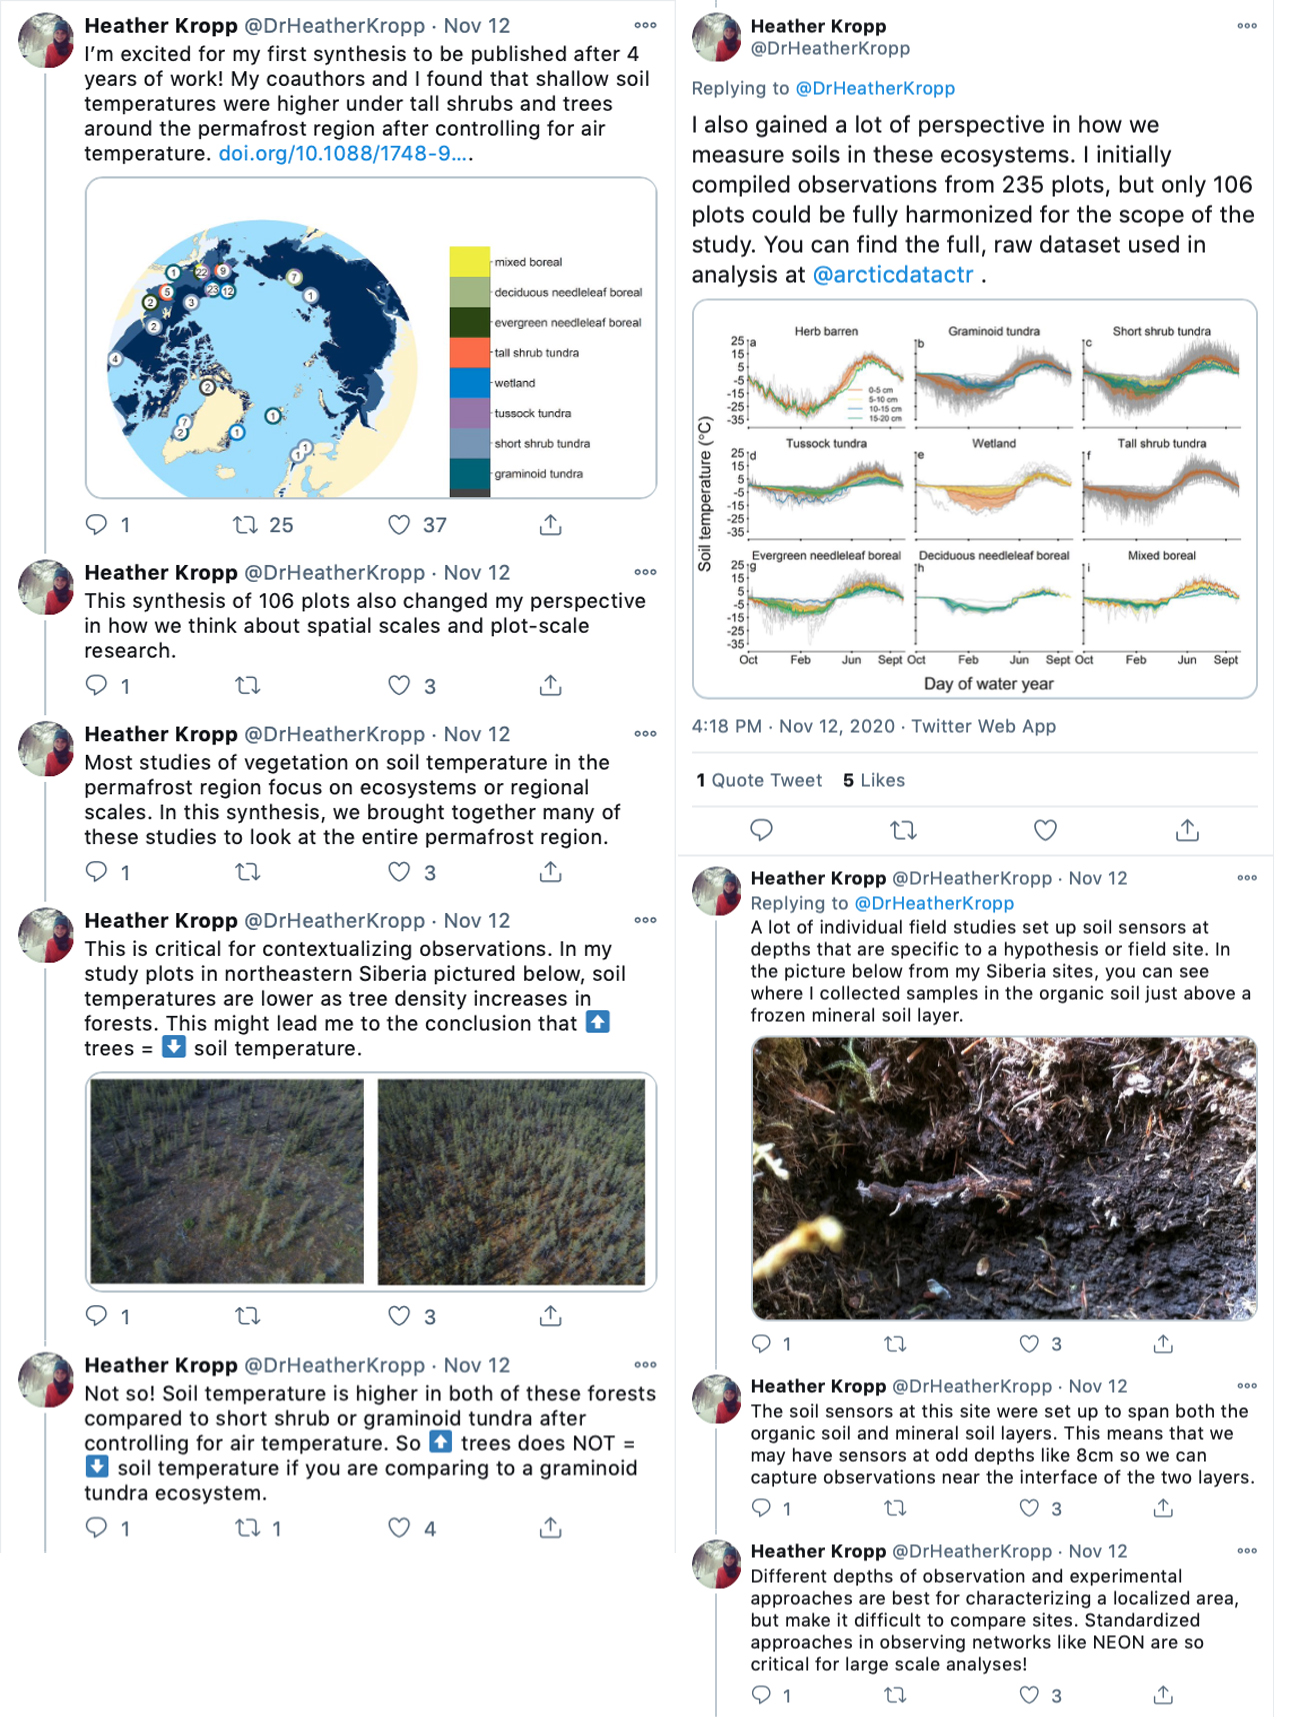 Heather Kropp @DrHeatherKropp · Nov 12
I'm excited for my first synthesis to be published after 4
years of work! My coauthors and I found that shallow soil
temperatures were higher under tall shrubs and trees
around the permafrost region after controlling for air
temperature. doi.org/10.1088/1748-9....
1
22
9
5
2
3
23
12
2
4
7
1
2
7
2
1
1
1
1
mixed boreal
deciduous needleleaf boreal
evergreen needleleaf boreal
tall shrub tundra
wetland
tussock tundra
short shrub tundra
graminoid tundra
1 25 37
Heather Kropp @DrHeatherKropp · Nov 12
This synthesis of 106 plots also changed my perspective
in how we think about spatial scales and plot-scale
research.
1 3
Heather Kropp @DrHeatherKropp · Nov 12
Most studies of vegetation on soil temperature in the
permafrost region focus on ecosystems or regional
scales. In this synthesis, we brought together many of
these studies to look at the entire permafrost region.
1 3
Heather Kropp @DrHeatherKropp · Nov 12
This is critical for contextualizing observations. In my
study plots in northeastern Siberia pictured below, soil
temperatures are lower as tree density increases in
forests. This might lead me to the conclusion that ⬆️
trees = ⬇️ soil temperature.
1 3
Heather Kropp @DrHeatherKropp · Nov 12
Not so! Soil temperature is higher in both of these forests
compared to short shrub or graminoid tundra after
controlling for air temperature. So ⬆️ trees does NOT =
⬇️ soil temperature if you are comparing to a graminoid
tundra ecosystem.
1 1 4
Heather Kropp
@DrHeatherKropp
Replying to @DrHeatherKropp
I also gained a lot of perspective in how we
measure soils in these ecosystems. I initially
compiled observations from 235 plots, but only 106
plots could be fully harmonized for the scope of the
study. You can find the full, raw dataset used in
analysis at @arcticdatactr .
Soil temperature (°C)
Herb barren Graminoid tundra Short shrub tundra
25 a b c
15
5
-5
-15
-25
-35
0-5 cm
5-10 cm
10-15 cm
15-20 cm
Tussock tundra Wetland Tall shrub tundra
25 d e f
15
5
-5
-15
-25
-35
Evergreen needleleaf boreal Deciduous needleleaf boreal Mixed boreal
25 g h i
15
5
-5
-15
-25
-35
Oct Feb Jun Sept Oct Feb Jun Sept Oct Feb Jun Sept
Day of water year
4:18 PM · Nov 12, 2020 · Twitter Web App
1 Quote Tweet 5 Likes
Heather Kropp @DrHeatherKropp · Nov 12
Replying to @DrHeatherKropp
A lot of individual field studies set up soil sensors at
depths that are specific to a hypothesis or field site. In
the picture below from my Siberia sites, you can see
where I collected samples in the organic soil just above a
frozen mineral soil layer.
1 3
Heather Kropp @DrHeatherKropp · Nov 12
The soil sensors at this site were set up to span both the
organic soil and mineral soil layers. This means that we
may have sensors at odd depths like 8cm so we can
capture observations near the interface of the two layers.
1 3
Heather Kropp @DrHeatherKropp · Nov 12
Different depths of observation and experimental
approaches are best for characterizing a localized area,
but make it difficult to compare sites. Standardized
approaches in observing networks like NEON are so
critical for large scale analyses!
1 3